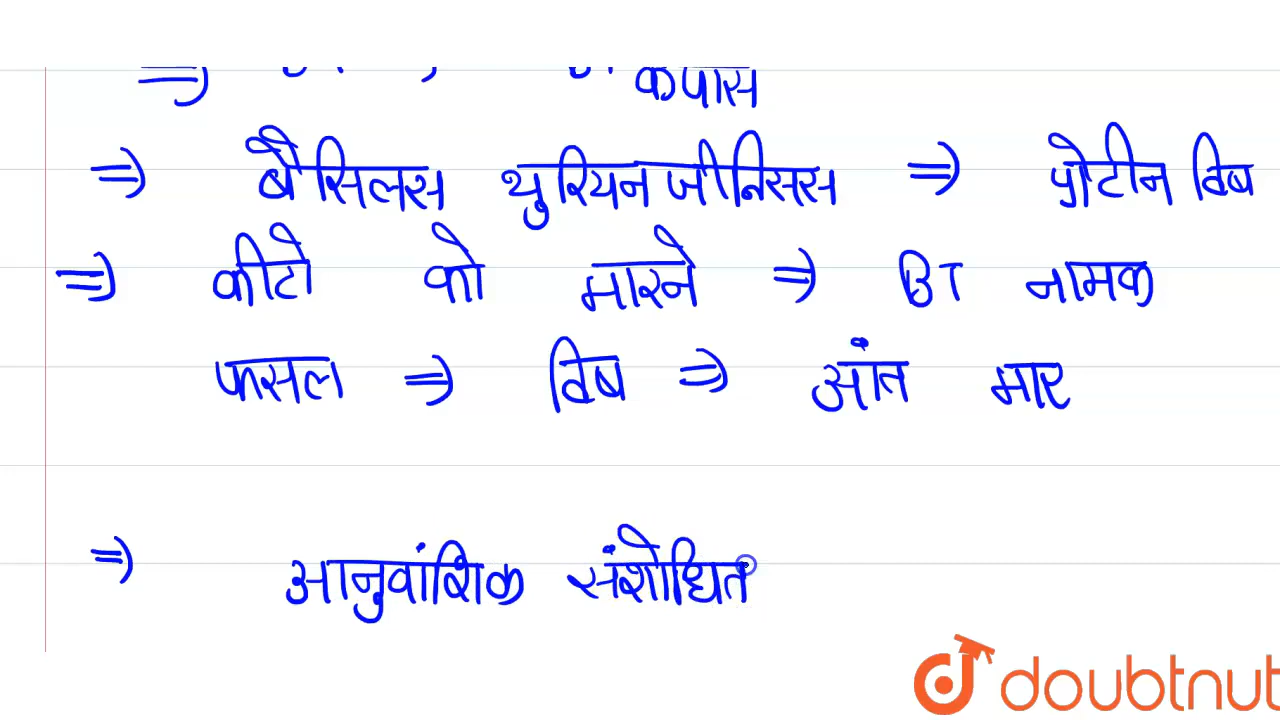 ⇒ कपास
⇒ बैसिलस थुरियनजीनिसस ⇒ प्रोटीन विष
⇒ कीटो को मारने ⇒ BT नामक
फसल ⇒ विष ⇒ आंत मार
⇒ आनुवांशिक संशोधित
doubtnut